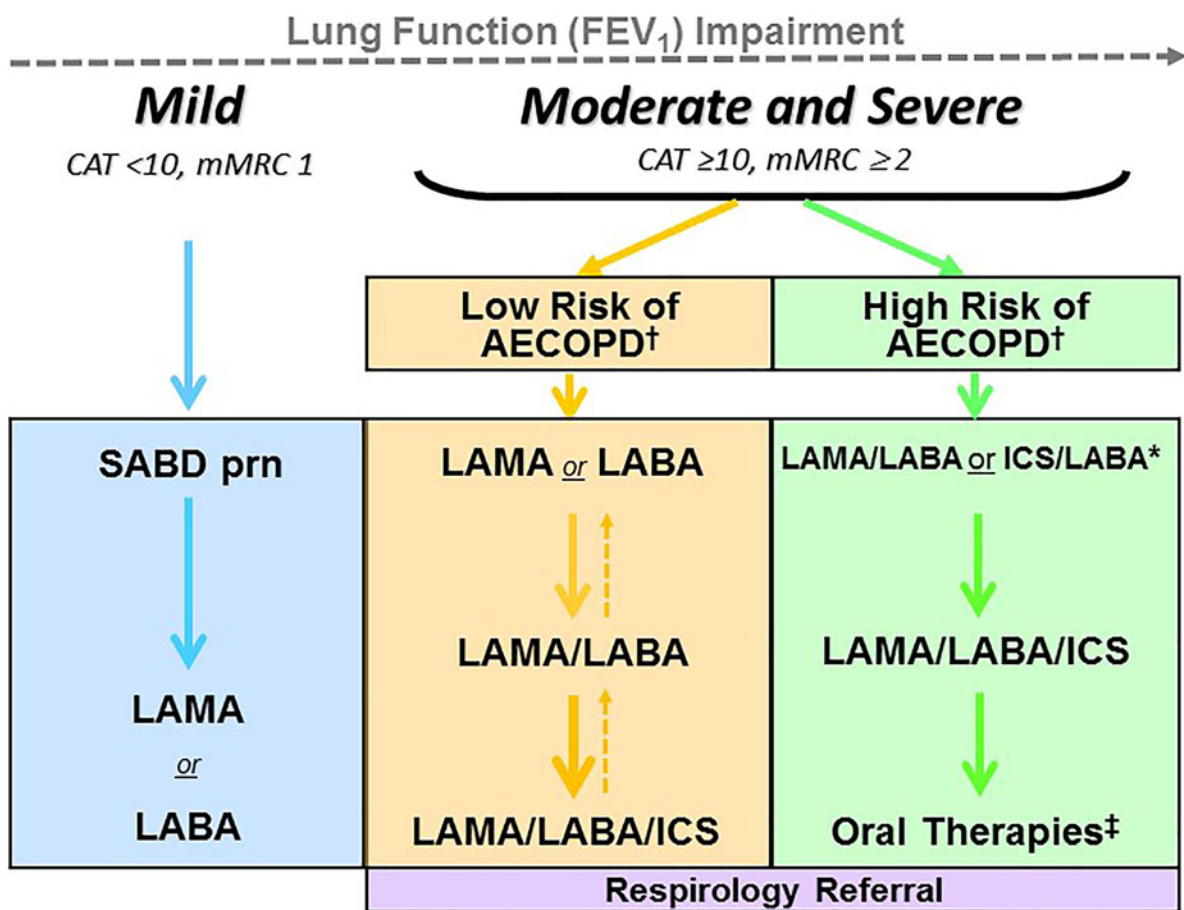 Lung Function (FEV₁) Impairment
Mild
CAT <10, mMRC 1
Moderate and Severe
CAT ≥10, mMRC ≥2
Low Risk of
AECOPD†
High Risk of
AECOPD†
SABD prn
LAMA
or
LABA
LAMA or LABA
LAMA/LABA
LAMA/LABA/ICS
LAMA/LABA or ICS/LABA*
LAMA/LABA/ICS
Oral Therapies‡
Respirology Referral